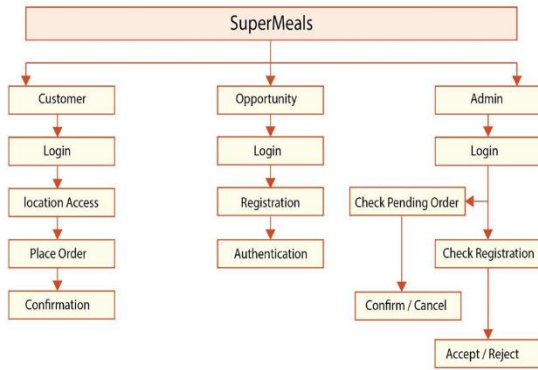 SuperMeals
Customer
Opportunity
Admin
Login
Login
Login
location Access
Registration
Check Pending Order
Place Order
Authentication
Check Registration
Confirmation
Confirm / Cancel
Accept / Reject